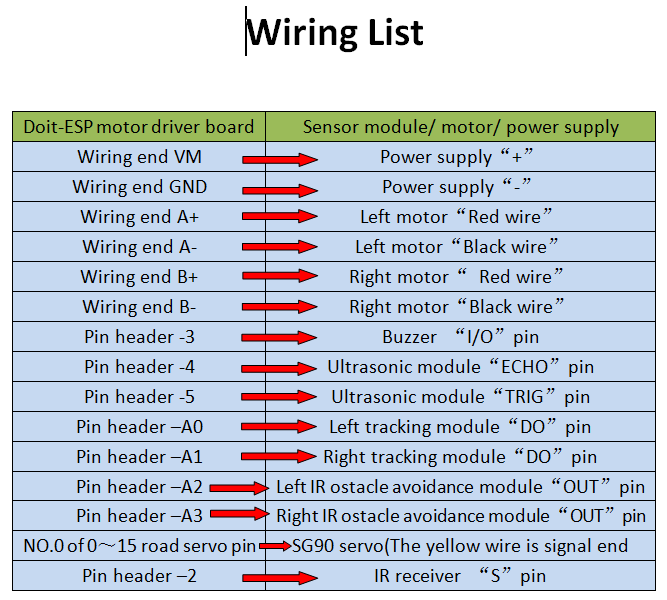 Wiring List
Doit-ESP motor driver board Sensor module/ motor/ power supply
Wiring end VM Power supply “+”
Wiring end GND Power supply “-”
Wiring end A+ Left motor “Red wire”
Wiring end A- Left motor “Black wire”
Wiring end B+ Right motor “ Red wire”
Wiring end B- Right motor “Black wire”
Pin header -3 Buzzer “I/O” pin
Pin header -4 Ultrasonic module “ECHO” pin
Pin header -5 Ultrasonic module “TRIG” pin
Pin header –A0 Left tracking module “DO” pin
Pin header –A1 Right tracking module “DO” pin
Pin header –A2 Left IR ostacle avoidance module “OUT” pin
Pin header –A3 Right IR ostacle avoidance module “OUT” pin
NO.0 of 0～15 road servo pin SG90 servo(The yellow wire is signal end
Pin header –2 IR receiver “S” pin